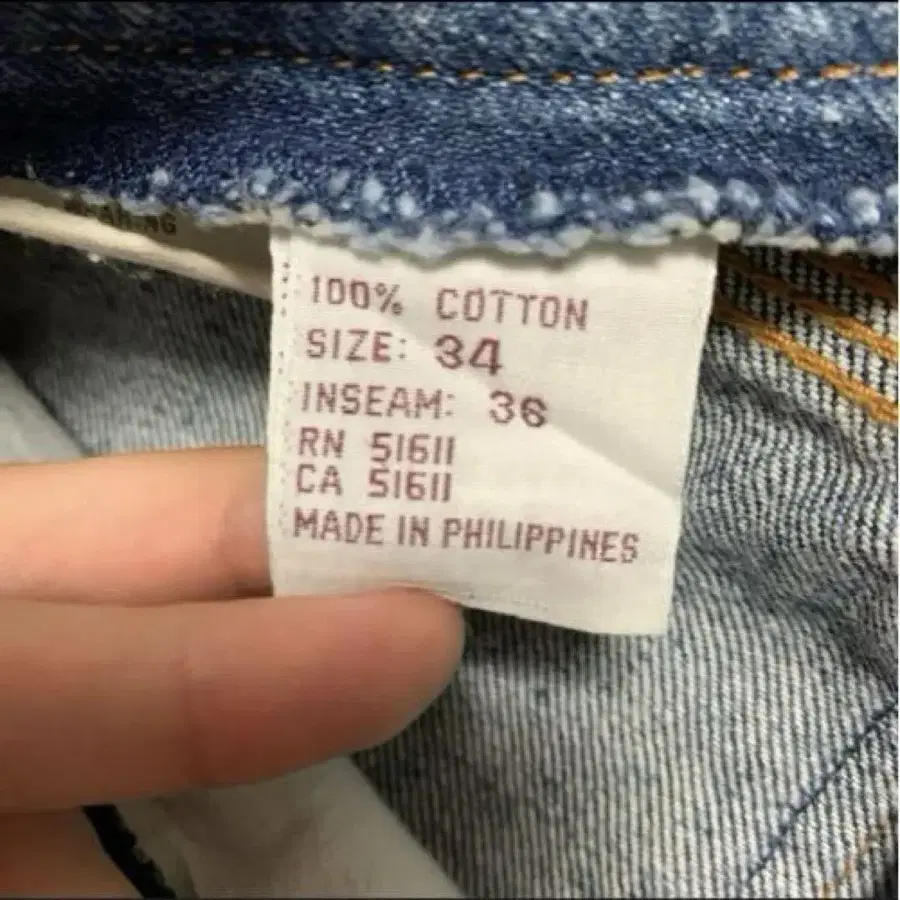 100% COTTON
SIZE: 34
INSEAM: 36
RN 51611
CA 51611
MADE IN PHILIPPINES